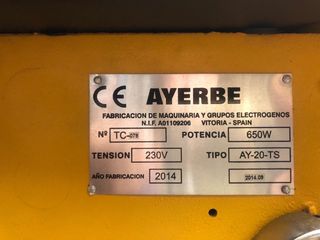 CE AYERBE
FABRICACION DE MAQUINARIA Y GRUPOS ELECTROGENOS
N.I.F. A01109206 VITORIA - SPAIN
Nº TC-078 POTENCIA 650W
TENSION 230V TIPO AY-20-TS
AÑO FABRICACION 2014 2014.09